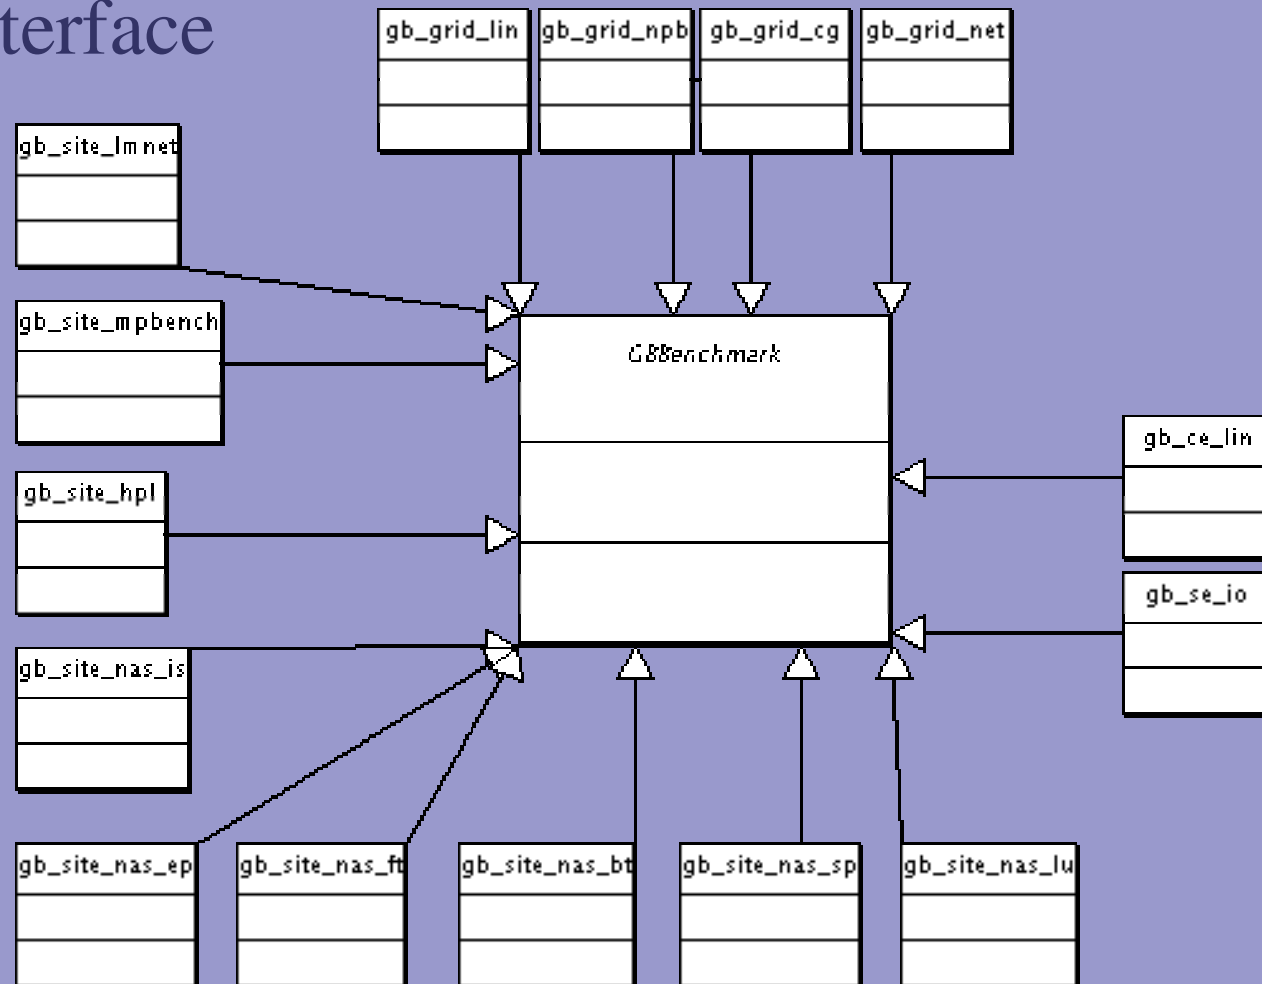 terface
gb_grid_lin
gb_grid_npb
gb_grid_cg
gb_grid_net
gb_site_lmnet
gb_site_mpbench
GBBenchmark
gb_ce_lin
gb_site_hpl
gb_se_io
gb_site_nas_is
gb_site_nas_ep
gb_site_nas_ft
gb_site_nas_bt
gb_site_nas_sp
gb_site_nas_lu